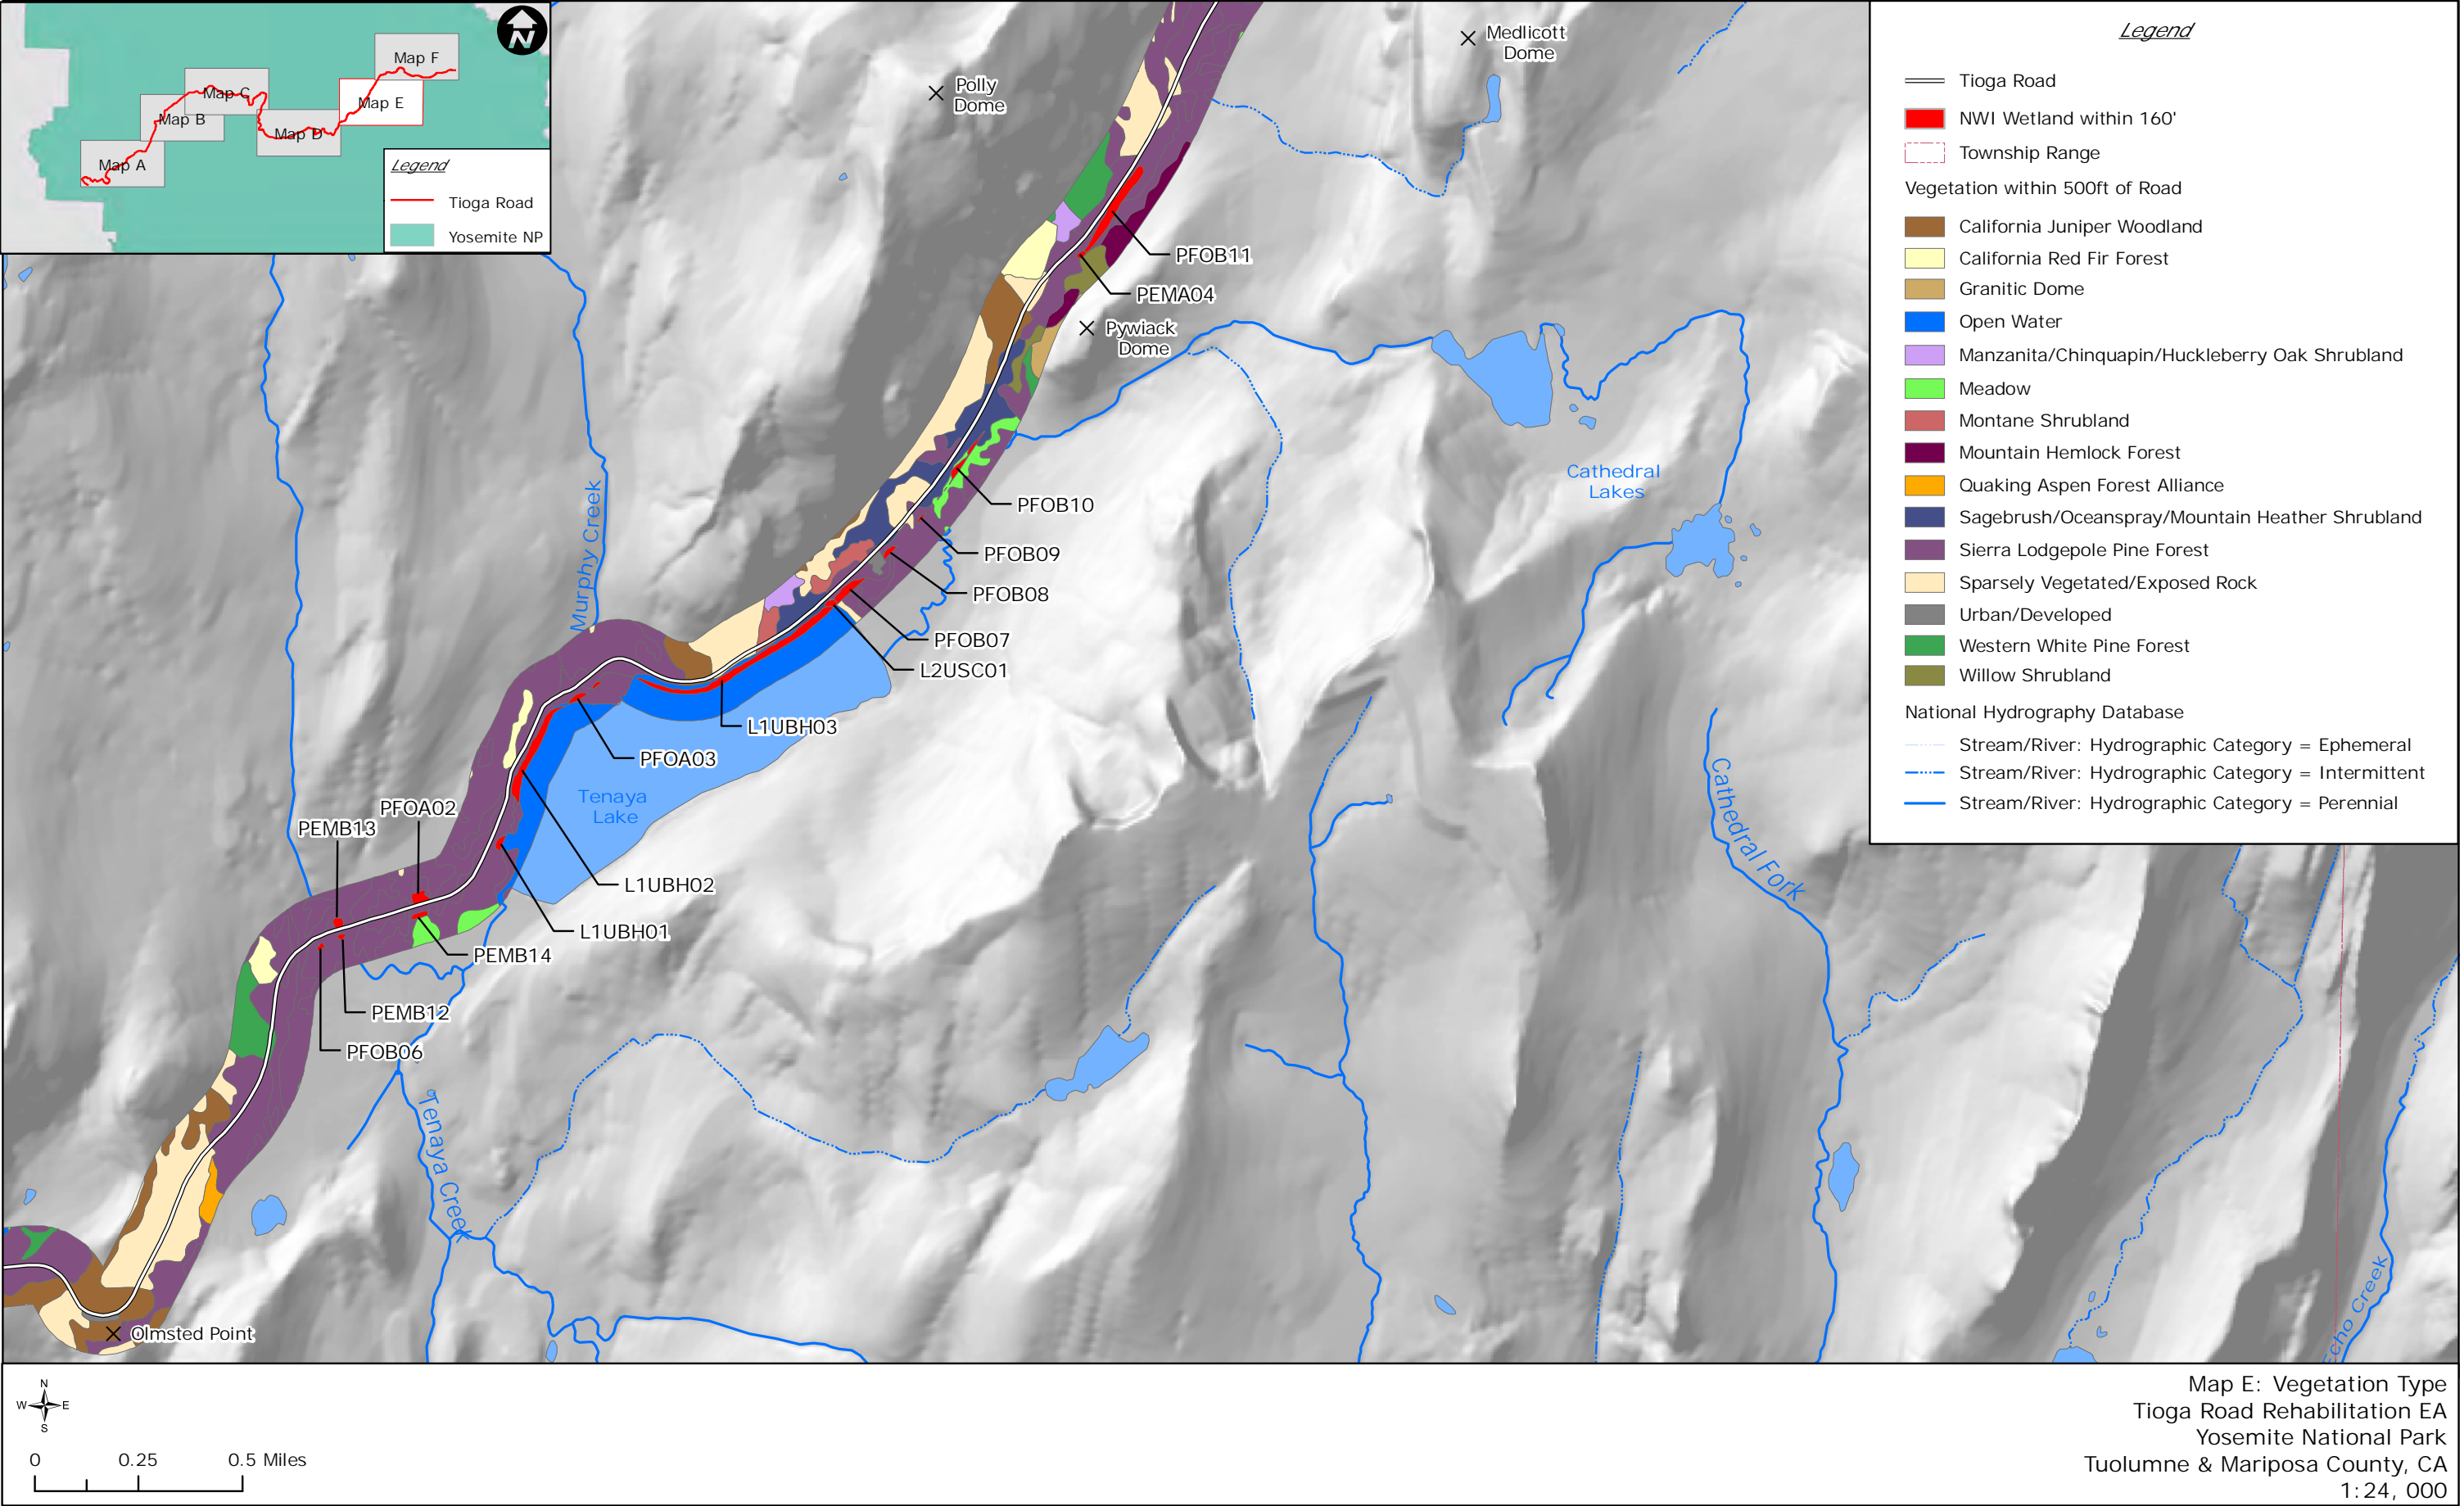 N
Map F
Map C
Map E
Map B
Map D
Map A
Legend
Tioga Road
Yosemite NP
Legend
Tioga Road
NWI Wetland within 160'
Township Range
Vegetation within 500ft of Road
California Juniper Woodland
California Red Fir Forest
Granitic Dome
Open Water
Manzanita/Chinquapin/Huckleberry Oak Shrubland
Meadow
Montane Shrubland
Mountain Hemlock Forest
Quaking Aspen Forest Alliance
Sagebrush/Oceanspray/Mountain Heather Shrubland
Sierra Lodgepole Pine Forest
Sparsely Vegetated/Exposed Rock
Urban/Developed
Western White Pine Forest
Willow Shrubland
National Hydrography Database
Stream/River: Hydrographic Category = Ephemeral
Stream/River: Hydrographic Category = Intermittent
Stream/River: Hydrographic Category = Perennial
Medlicott
Dome
Polly
Dome
PFOB11
PEMA04
Pywiack
Dome
Cathedral
Lakes
PFOB10
PFOB09
PFOB08
PFOB07
L2USC01
Murphy Creek
L1UBH03
PFOA03
Tenaya
Lake
PFOA02
PEMB13
Cathedral Fork
L1UBH02
L1UBH01
PEMB14
PEMB12
PFOB06
Tenaya Creek
Echo Creek
Olmsted Point
N
W
E
S
0
0.25
0.5 Miles
Map E: Vegetation Type
Tioga Road Rehabilitation EA
Yosemite National Park
Tuolumne & Mariposa County, CA
1:24, 000